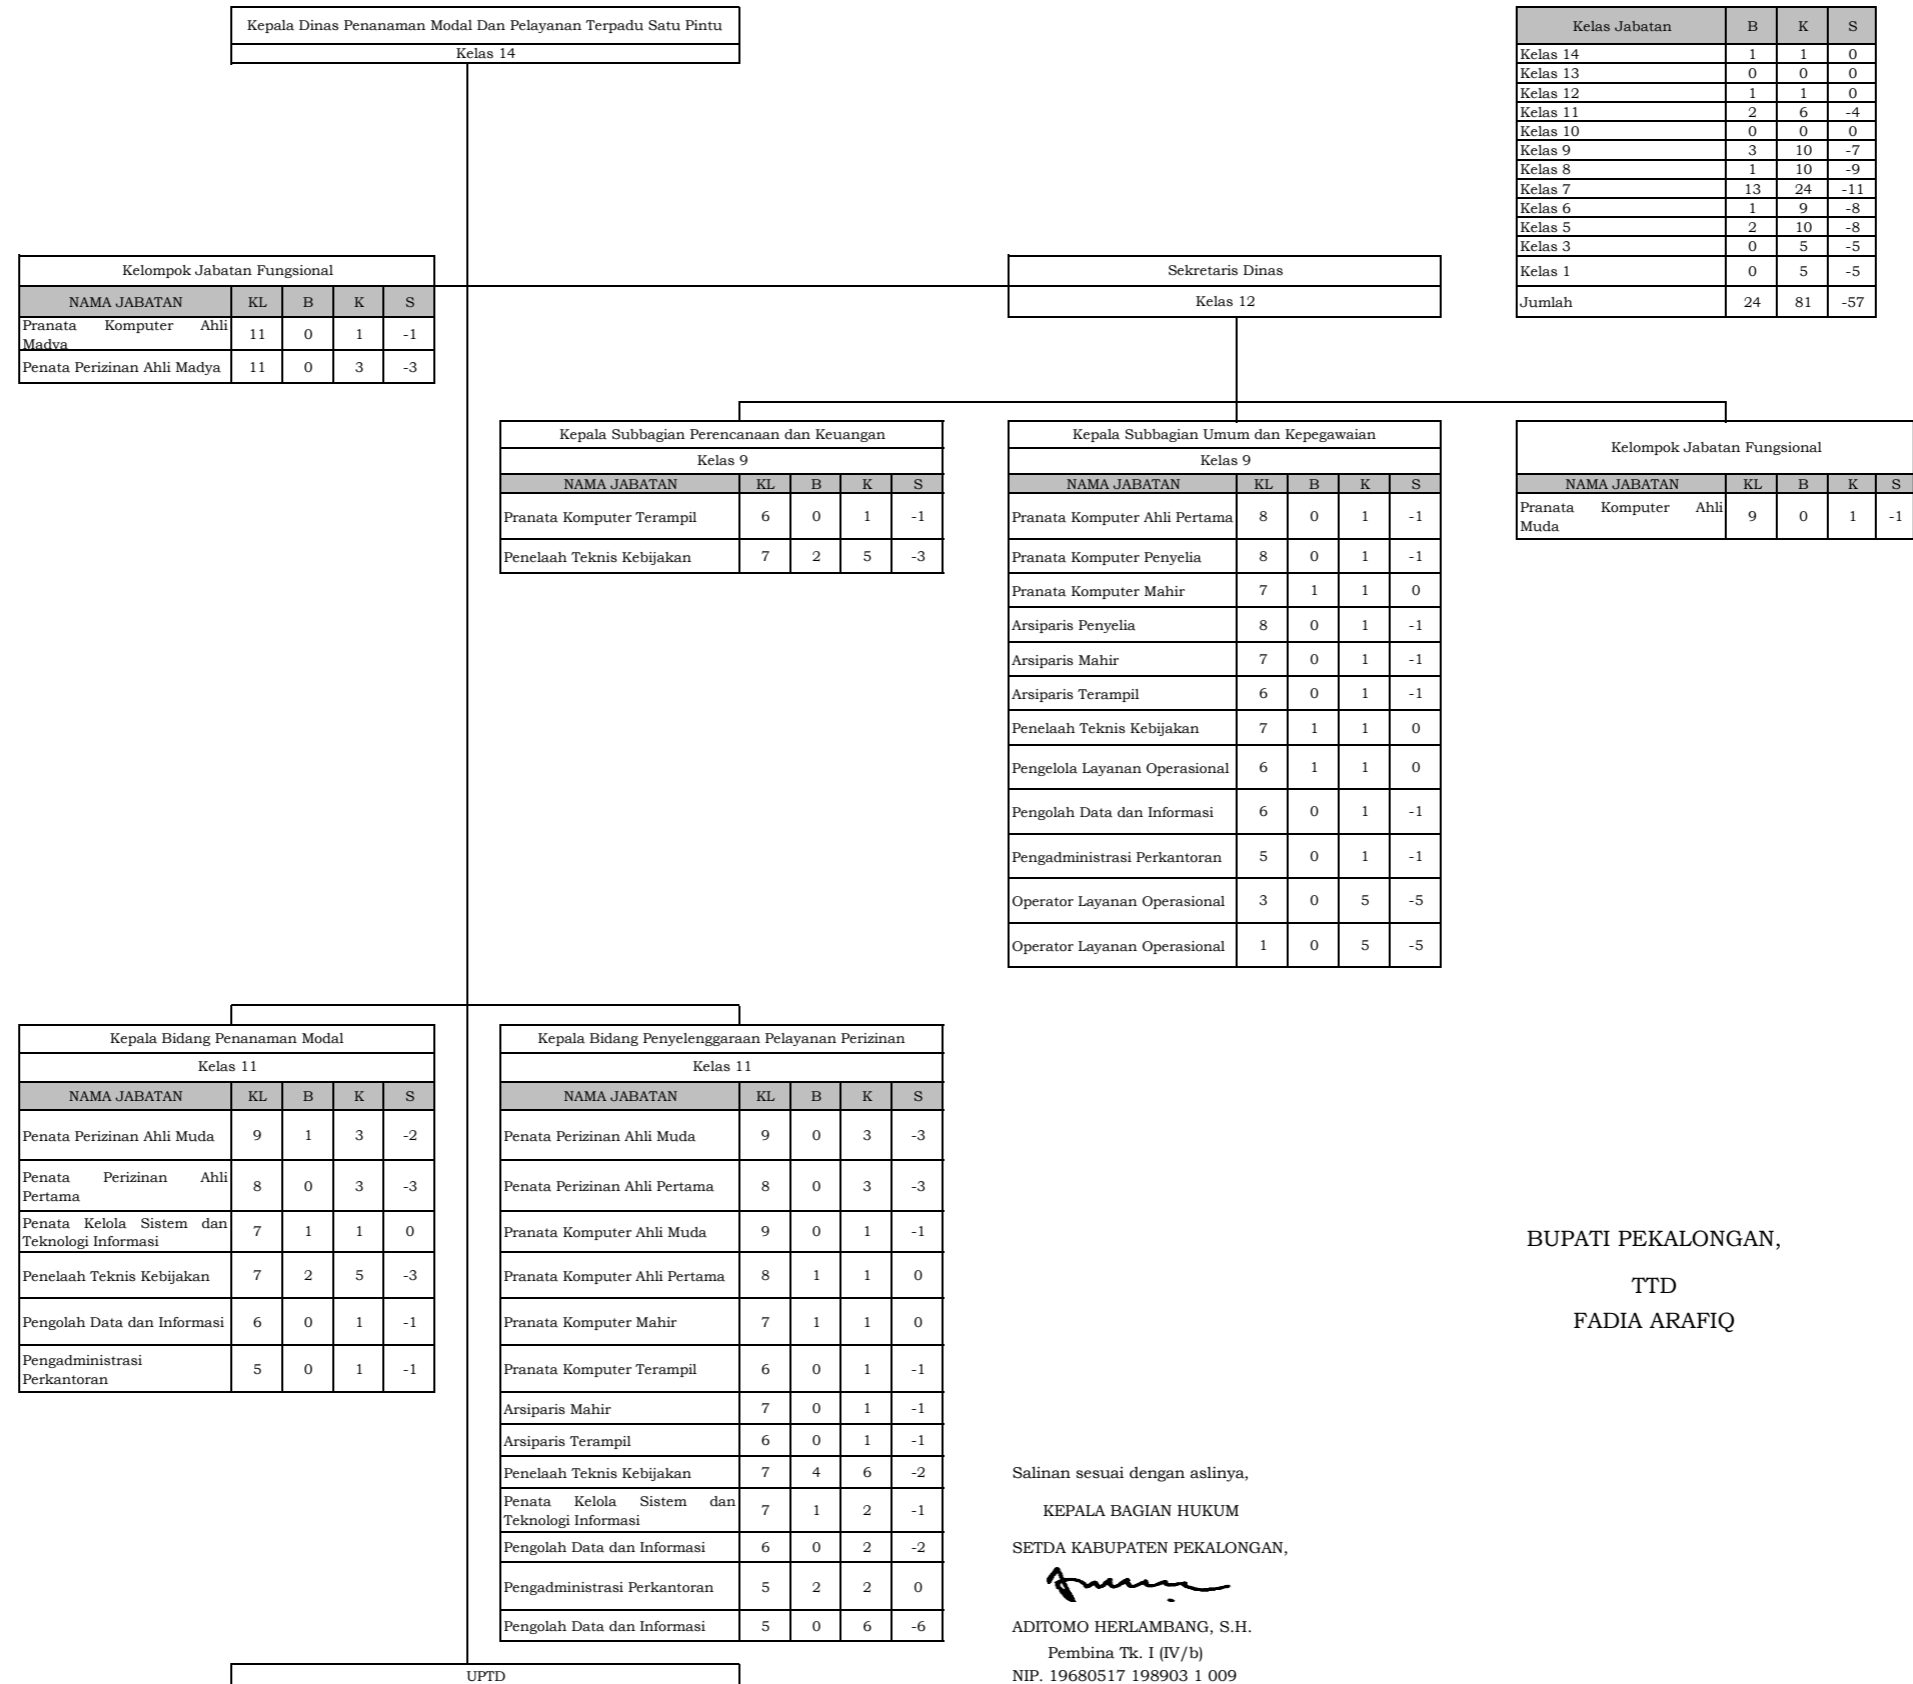 Kepala Dinas Penanaman Modal Dan Pelayanan Terpadu Satu Pintu
Kelas 14
Kelas Jabatan B K S
Kelas 14 1 1 0
Kelas 13 0 0 0
Kelas 12 1 1 0
Kelas 11 2 6 -4
Kelas 10 0 0 0
Kelas 9 3 10 -7
Kelas 8 1 10 -9
Kelas 7 13 24 -11
Kelas 6 1 9 -8
Kelas 5 2 10 -8
Kelas 3 0 5 -5
Kelas 1 0 5 -5
Jumlah 24 81 -57
Kelompok Jabatan Fungsional
NAMA JABATAN KL B K S
Pranata Komputer Ahli
Madya 11 0 1 -1
Penata Perizinan Ahli Madya 11 0 3 -3
Sekretaris Dinas
Kelas 12
Kepala Subbagian Perencanaan dan Keuangan
Kelas 9
NAMA JABATAN KL B K S
Pranata Komputer Terampil 6 0 1 -1
Penelaah Teknis Kebijakan 7 2 5 -3
Kepala Subbagian Umum dan Kepegawaian
Kelas 9
NAMA JABATAN KL B K S
Pranata Komputer Ahli Pertama 8 0 1 -1
Pranata Komputer Penyelia 8 0 1 -1
Pranata Komputer Mahir 7 1 1 0
Arsiparis Penyelia 8 0 1 -1
Arsiparis Mahir 7 0 1 -1
Arsiparis Terampil 6 0 1 -1
Penelaah Teknis Kebijakan 7 1 1 0
Pengelola Layanan Operasional 6 1 1 0
Pengolah Data dan Informasi 6 0 1 -1
Pengadministrasi Perkantoran 5 0 1 -1
Operator Layanan Operasional 3 0 5 -5
Operator Layanan Operasional 1 0 5 -5
Kelompok Jabatan Fungsional
NAMA JABATAN KL B K S
Pranata Komputer Ahli
Muda 9 0 1 -1
Kepala Bidang Penanaman Modal
Kelas 11
NAMA JABATAN KL B K S
Penata Perizinan Ahli Muda 9 1 3 -2
Penata Perizinan Ahli
Pertama 8 0 3 -3
Penata Kelola Sistem dan
Teknologi Informasi 7 1 1 0
Penelaah Teknis Kebijakan 7 2 5 -3
Pengolah Data dan Informasi 6 0 1 -1
Pengadministrasi
Perkantoran 5 0 1 -1
Kepala Bidang Penyelenggaraan Pelayanan Perizinan
Kelas 11
NAMA JABATAN KL B K S
Penata Perizinan Ahli Muda 9 0 3 -3
Penata Perizinan Ahli Pertama 8 0 3 -3
Pranata Komputer Ahli Muda 9 0 1 -1
Pranata Komputer Ahli Pertama 8 1 1 0
Pranata Komputer Mahir 7 1 1 0
Pranata Komputer Terampil 6 0 1 -1
Arsiparis Mahir 7 0 1 -1
Arsiparis Terampil 6 0 1 -1
Penelaah Teknis Kebijakan 7 4 6 -2
Penata Kelola Sistem dan
Teknologi Informasi 7 1 2 -1
Pengolah Data dan Informasi 6 0 2 -2
Pengadministrasi Perkantoran 5 2 2 0
Pengolah Data dan Informasi 5 0 6 -6
UPTD
BUPATI PEKALONGAN,
TTD
FADIA ARAFIQ
Salinan sesuai dengan aslinya,
KEPALA BAGIAN HUKUM
SETDA KABUPATEN PEKALONGAN,
ADITOMO HERLAMBANG, S.H.
Pembina Tk. I (IV/b)
NIP. 19680517 198903 1 009